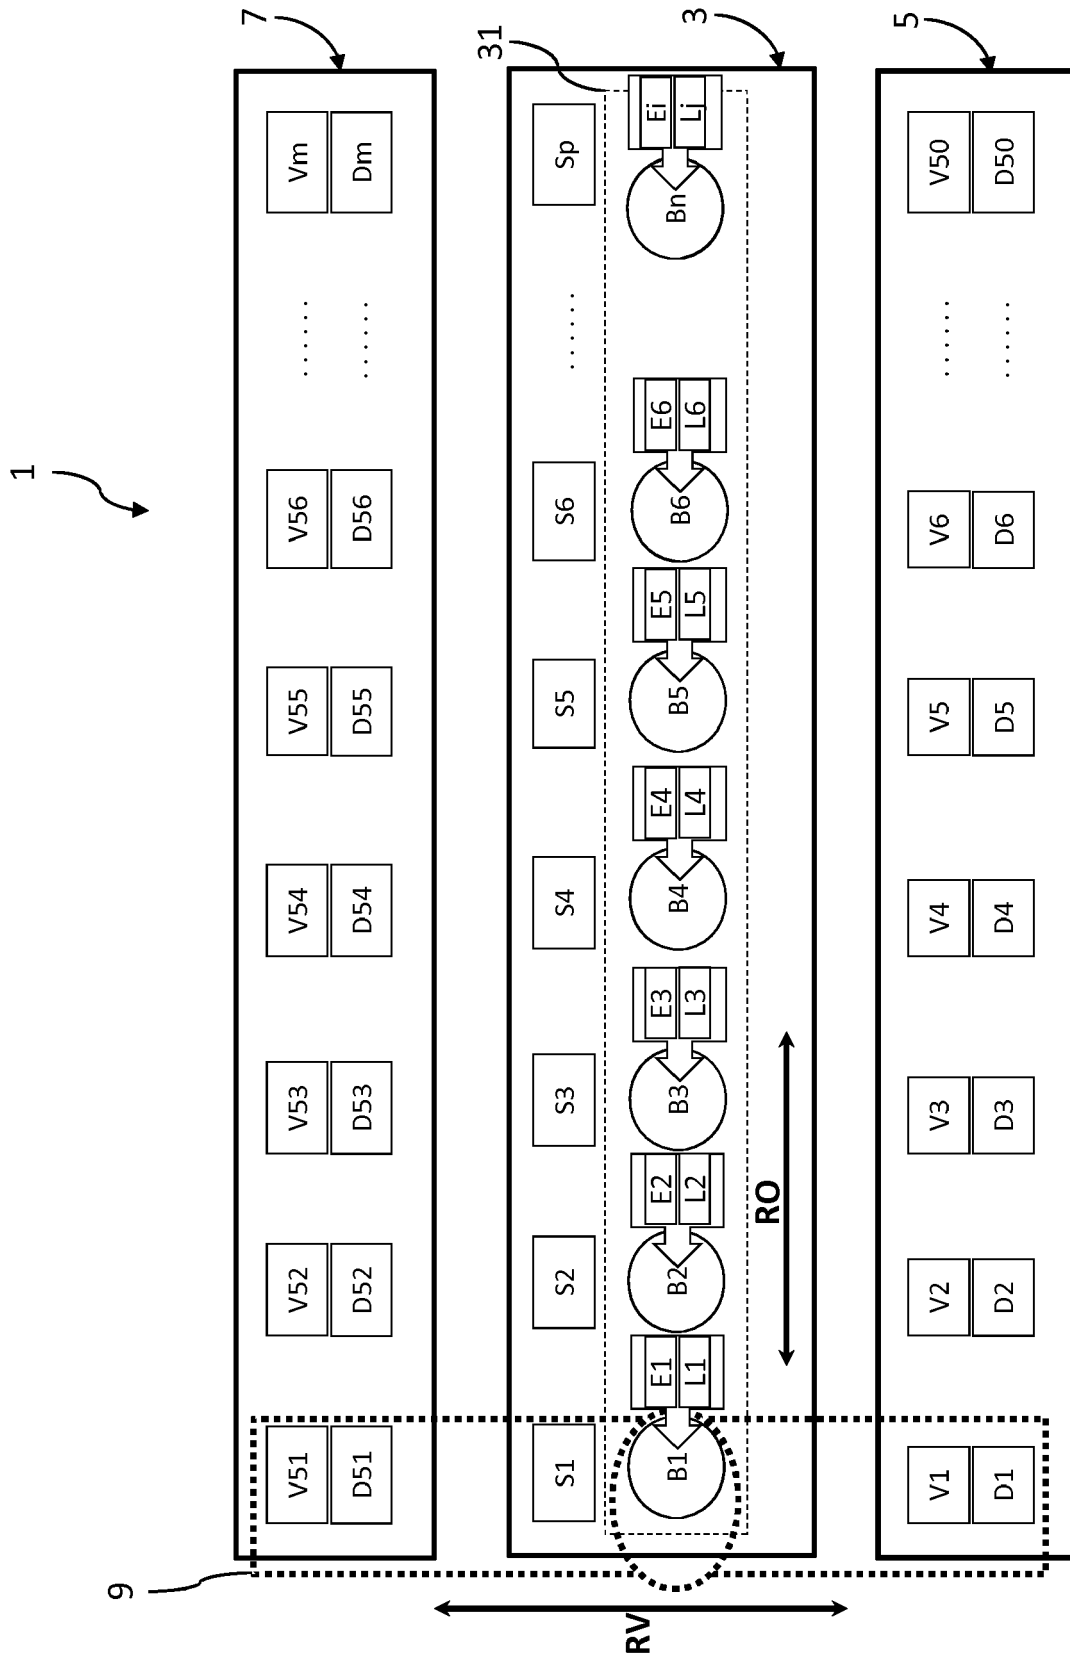 1
7
V51 V52 V53 V54 V55 V56 ...... Vm
D51 D52 D53 D54 D55 D56 ...... Dm
31
3
S1 S2 S3 S4 S5 S6 ...... Sp
E1 E2 E3 E4 E5 E6 Ei
B1 B2 B3 B4 B5 B6 Bn
L1 L2 L3 L4 L5 L6 Lj
RO
5
V1 V2 V3 V4 V5 V6 ...... V50
D1 D2 D3 D4 D5 D6 ...... D50
9
RV